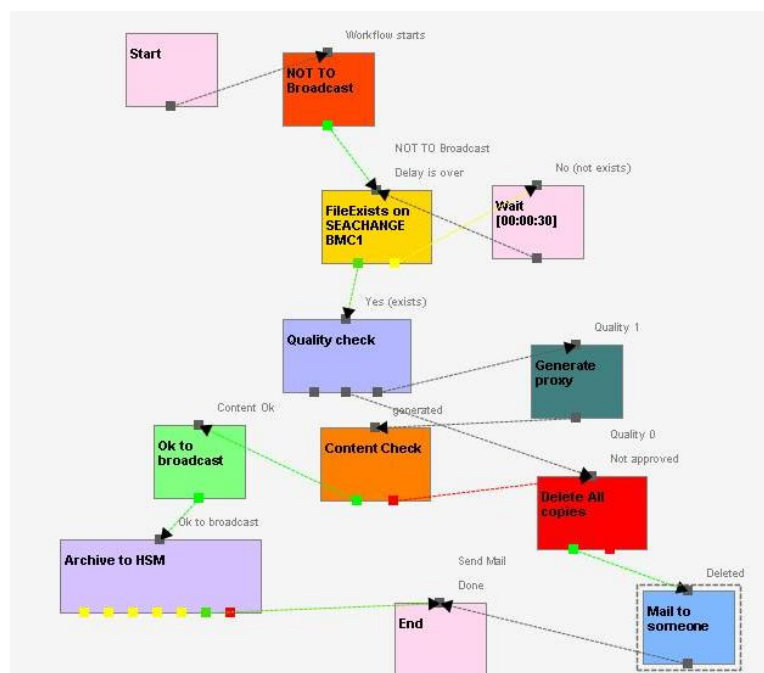 Workflow starts
Start
NOT TO
Broadcast
NOT TO Broadcast
Delay is over
No (not exists)
FileExists on
SEACHANGE
BMC1
Wait
[00:00:30]
Yes (exists)
Quality check
Quality 1
Generate
proxy
Content Ok
generated
Quality 0
Not approved
Ok to
broadcast
Content Check
Delete All
copies
Ok to broadcast
Archive to HSM
Send Mail
Done
Deleted
End
Mail to
someone